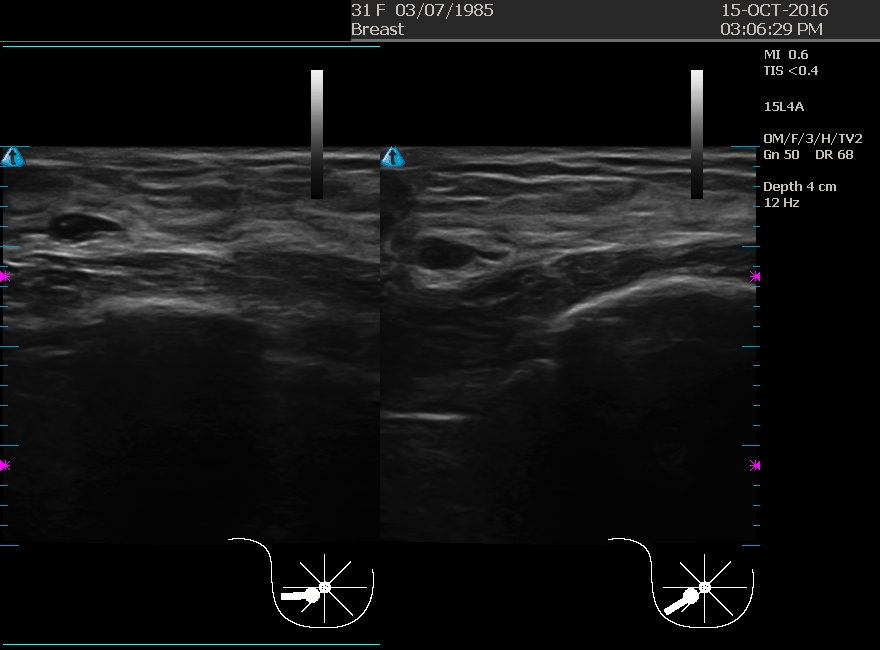 31 F 03/07/1985
15-OCT-2016
Breast
03:06:29 PM
MI 0.6
TIS <0.4
15L4A
OM/F/3/H/TV2
Gn 50 DR 68
Depth 4 cm
12 Hz